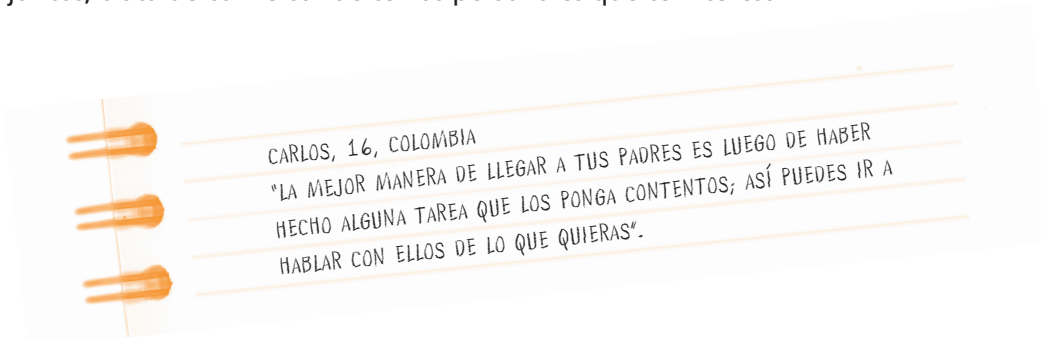 CARLOS, 16, COLOMBIA
"LA MEJOR MANERA DE LLEGAR A TUS PADRES ES LUEGO DE HABER
HECHO ALGUNA TAREA QUE LOS PONGA CONTENTOS; ASÍ PUEDES IR A
HABLAR CON ELLOS DE LO QUE QUIERAS".